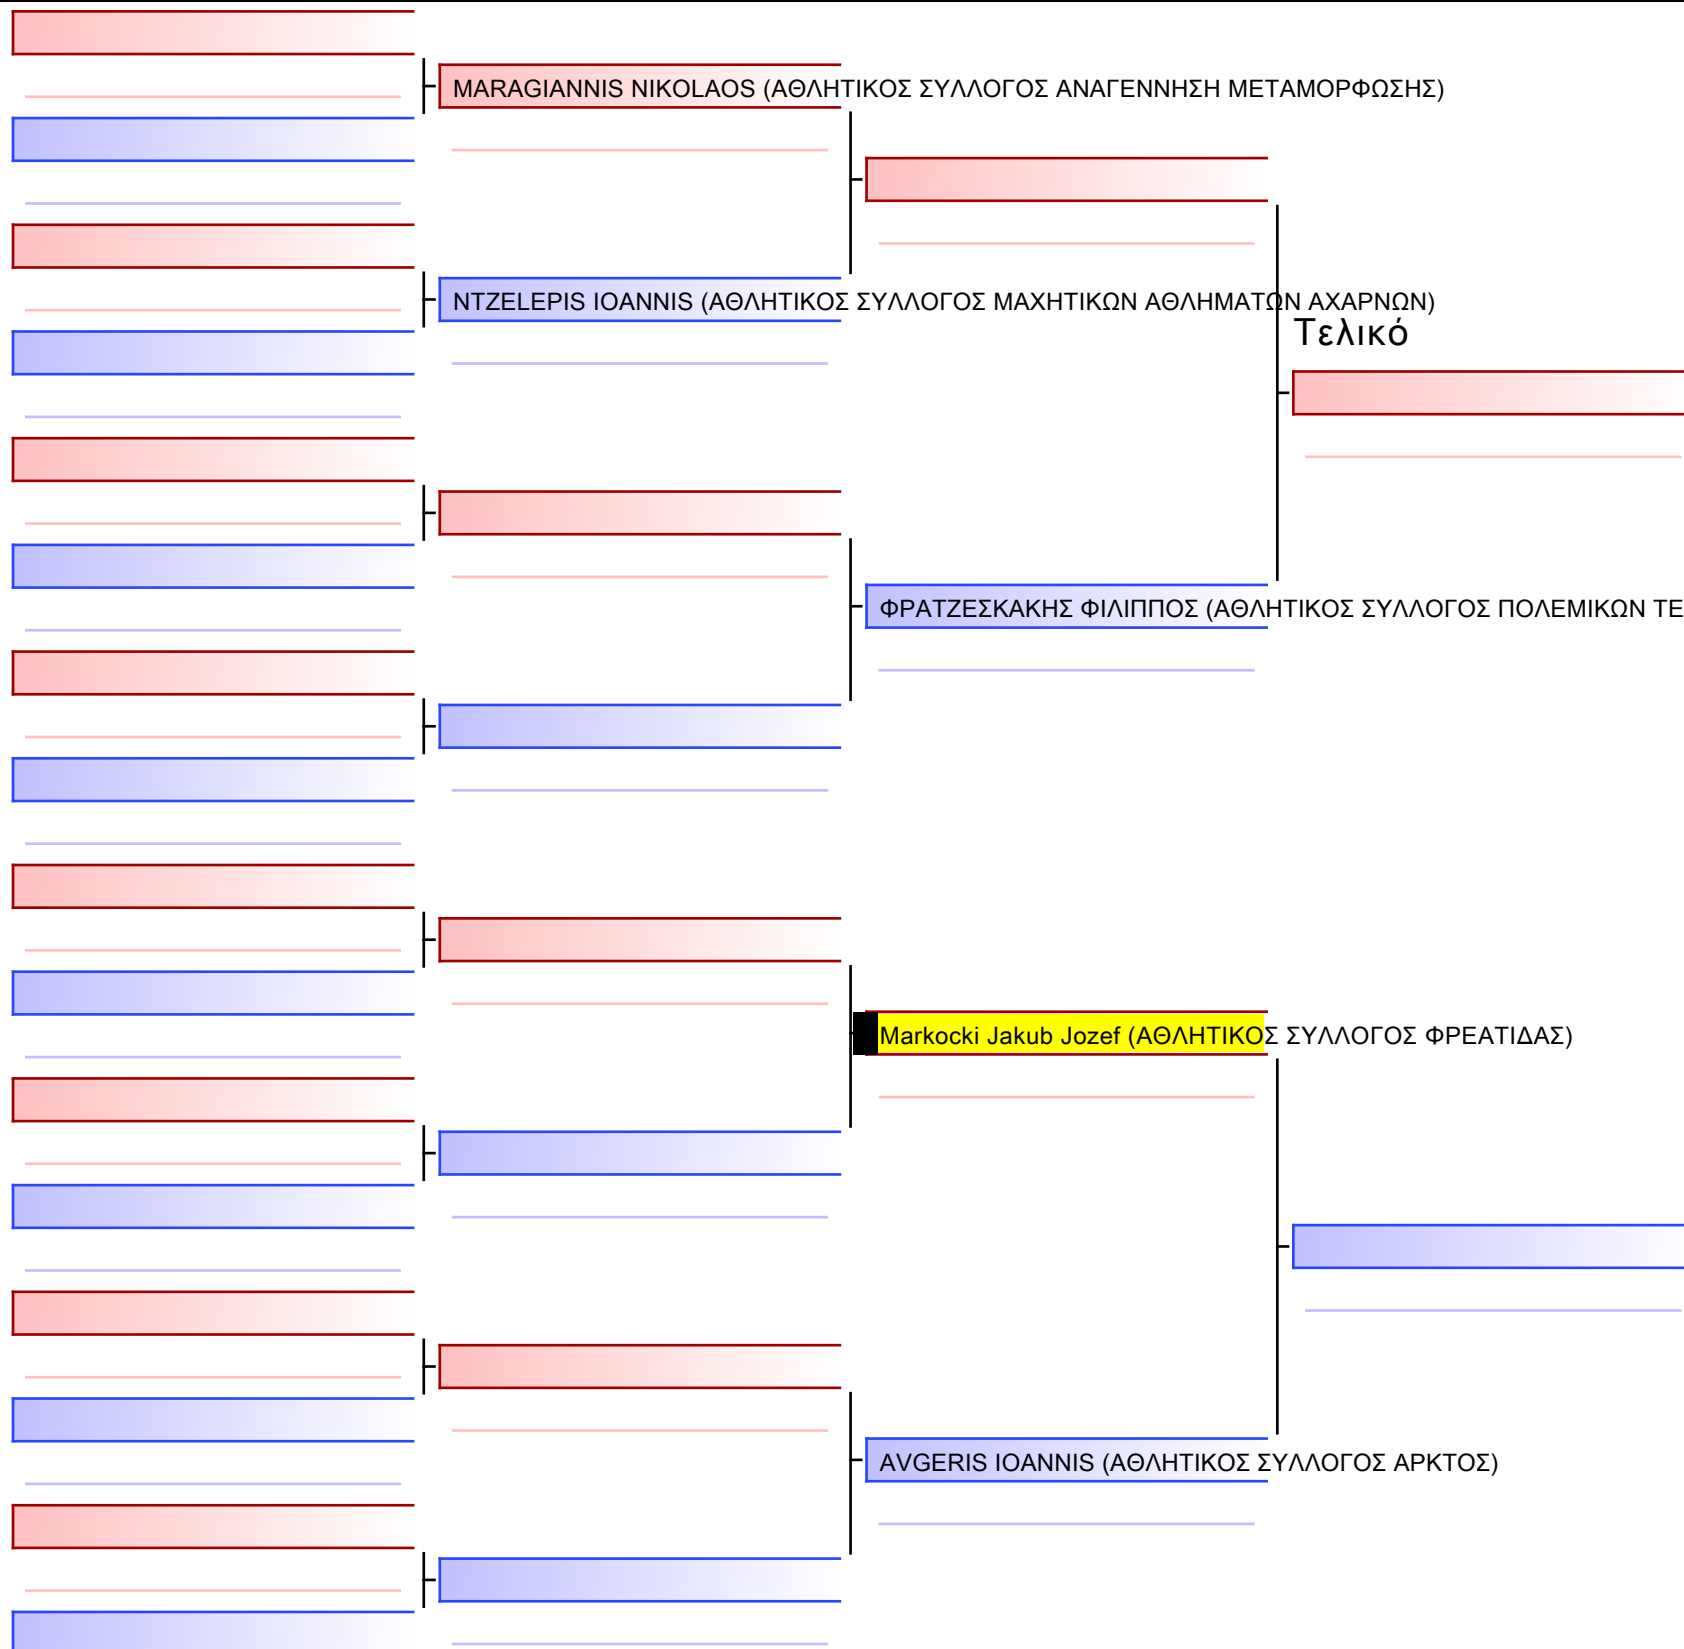 MARAGIANNIS NIKOLAOS (ΑΘΛΗΤΙΚΟΣ ΣΥΛΛΟΓΟΣ ΑΝΑΓΕΝΝΗΣΗ ΜΕΤΑΜΟΡΦΩΣΗΣ)
NTZELEPIS IOANNIS (ΑΘΛΗΤΙΚΟΣ ΣΥΛΛΟΓΟΣ ΜΑΧΗΤΙΚΩΝ ΑΘΛΗΜΑΤΩΝ ΑΧΑΡΝΩΝ)
Τελικό
ΦΡΑΤΖΕΣΚΑΚΗΣ ΦΙΛΙΠΠΟΣ (ΑΘΛΗΤΙΚΟΣ ΣΥΛΛΟΓΟΣ ΠΟΛΕΜΙΚΩΝ ΤΕ
Markocki Jakub Jozef (ΑΘΛΗΤΙΚΟΣ ΣΥΛΛΟΓΟΣ ΦΡΕΑΤΙΔΑΣ)
AVGERIS IOANNIS (ΑΘΛΗΤΙΚΟΣ ΣΥΛΛΟΓΟΣ ΑΡΚΤΟΣ)